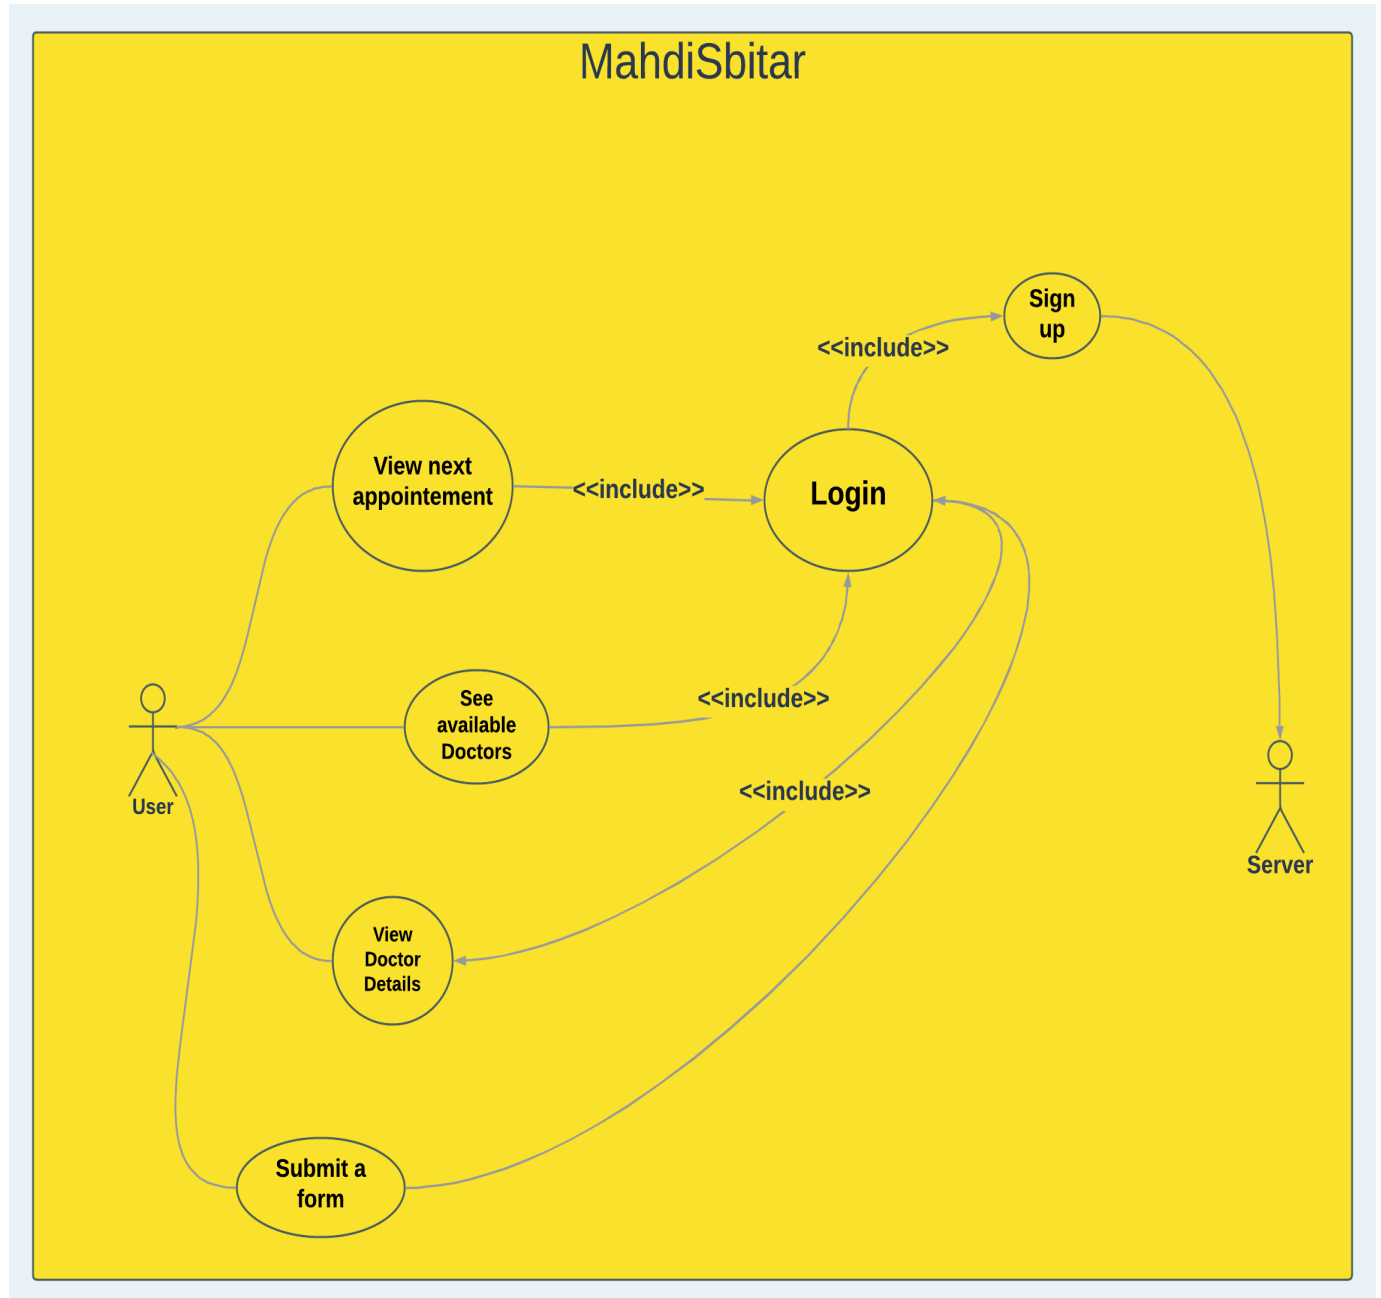 MahdiSbitar
Sign
up
<<include>>
View next
appointement
<<include>>
Login
See
available
Doctors
<<include>>
User
<<include>>
Server
View
Doctor
Details
Submit a
form